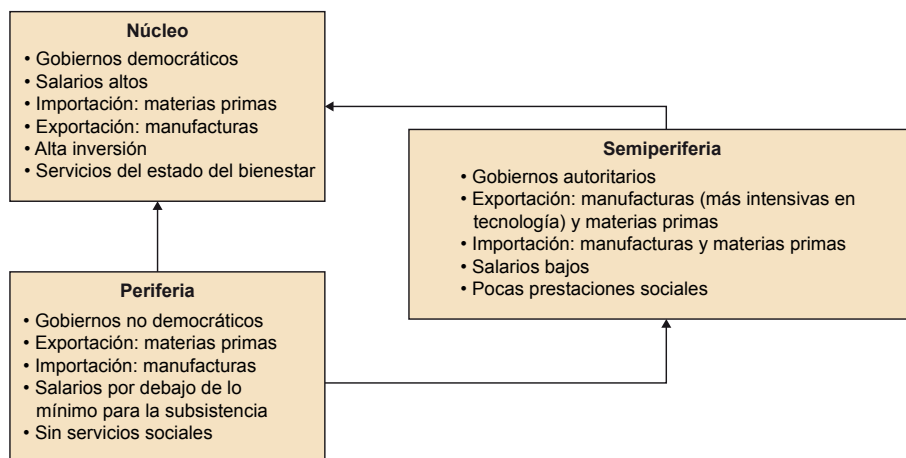 Núcleo
• Gobiernos democráticos
• Salarios altos
• Importación: materias primas
• Exportación: manufacturas
• Alta inversión
• Servicios del estado del bienestar
Semiperiferia
• Gobiernos autoritarios
• Exportación: manufacturas (más intensivas en
tecnología) y materias primas
• Importación: manufacturas y materias primas
• Salarios bajos
• Pocas prestaciones sociales
Periferia
• Gobiernos no democráticos
• Exportación: materias primas
• Importación: manufacturas
• Salarios por debajo de lo
mínimo para la subsistencia
• Sin servicios sociales